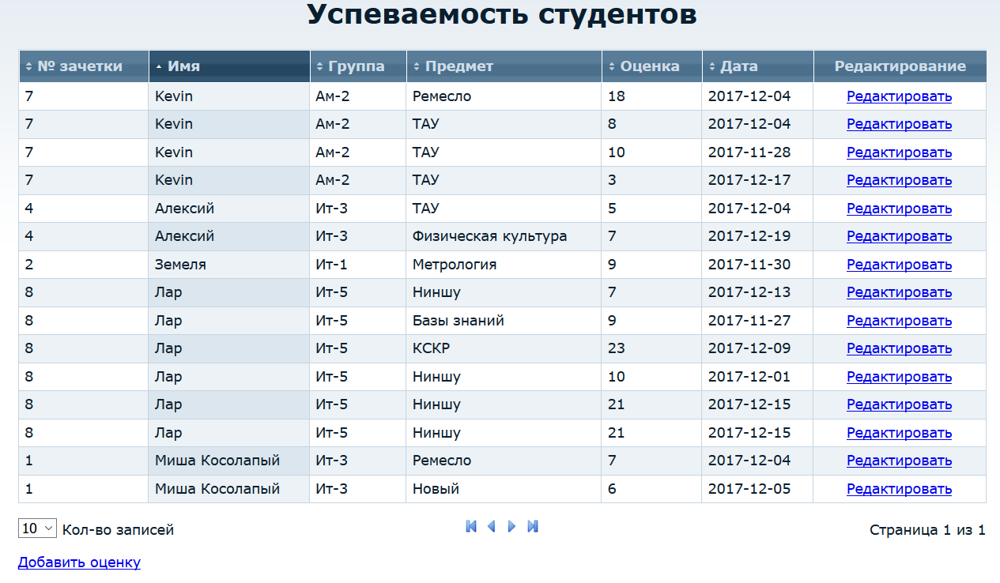 Успеваемость студентов
№ зачетки Имя Группа Предмет Оценка Дата Редактирование
7 Kevin Ам-2 Ремесло 18 2017-12-04 Редактировать
7 Kevin Ам-2 ТАУ 8 2017-12-04 Редактировать
7 Kevin Ам-2 ТАУ 10 2017-11-28 Редактировать
7 Kevin Ам-2 ТАУ 3 2017-12-17 Редактировать
4 Алексий Ит-3 ТАУ 5 2017-12-04 Редактировать
4 Алексий Ит-3 Физическая культура 7 2017-12-19 Редактировать
2 Земеля Ит-1 Метрология 9 2017-11-30 Редактировать
8 Лар Ит-5 Ниншу 7 2017-12-13 Редактировать
8 Лар Ит-5 Базы знаний 9 2017-11-27 Редактировать
8 Лар Ит-5 КСКР 23 2017-12-09 Редактировать
8 Лар Ит-5 Ниншу 10 2017-12-01 Редактировать
8 Лар Ит-5 Ниншу 21 2017-12-15 Редактировать
8 Лар Ит-5 Ниншу 21 2017-12-15 Редактировать
1 Миша Косолапый Ит-3 Ремесло 7 2017-12-04 Редактировать
1 Миша Косолапый Ит-3 Новый 6 2017-12-05 Редактировать
10 Кол-во записей Страница 1 из 1
Добавить оценку